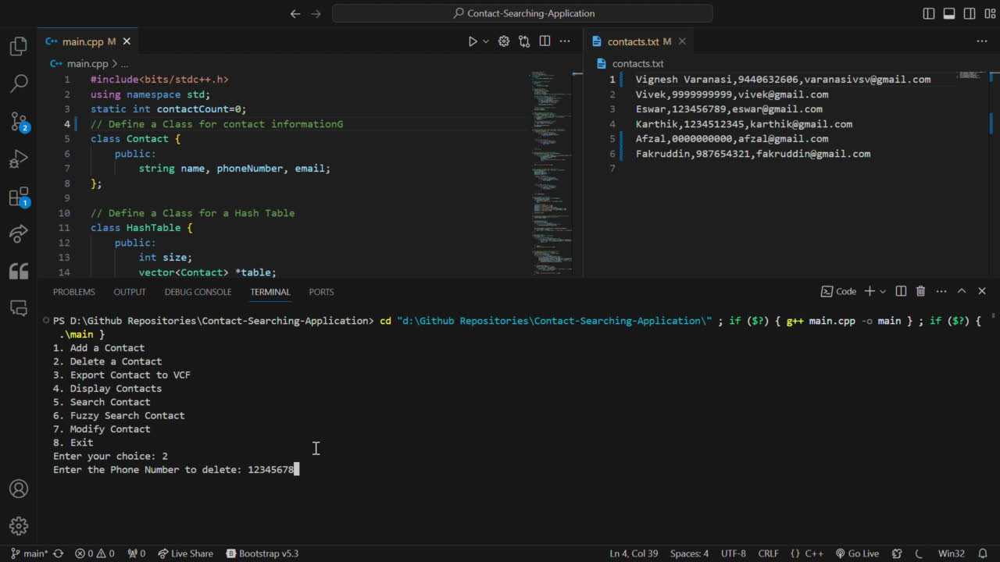 Contact-Searching-Application
main.cpp M
contacts.txt M
main.cpp > ...
contacts.txt
1 #include<bits/stdc++.h>
2 using namespace std;
3 static int contactCount=0;
4 // Define a Class for contact informationG
5 class Contact {
6 public:
7 string name, phoneNumber, email;
8 };
9
10 // Define a Class for a Hash Table
11 class HashTable {
12 public:
13 int size;
14 vector<Contact> *table;
1 Vignesh Varanasi,9440632606,varanasivsv@gmail.com
2 Vivek,9999999999,vivek@gmail.com
3 Eswar,123456789,eswar@gmail.com
4 Karthik,1234512345,karthik@gmail.com
5 Afzal,0000000000,afzal@gmail.com
6 Fakruddin,987654321,fakruddin@gmail.com
7
2
1
PROBLEMS OUTPUT DEBUG CONSOLE TERMINAL PORTS
Code
PS D:\Github Repositories\Contact-Searching-Application> cd "d:\Github Repositories\Contact-Searching-Application\" ; if ($?) { g++ main.cpp -o main } ; if ($?) {
.\main }
1. Add a Contact
2. Delete a Contact
3. Export Contact to VCF
4. Display Contacts
5. Search Contact
6. Fuzzy Search Contact
7. Modify Contact
8. Exit
Enter your choice: 2
Enter the Phone Number to delete: 12345678
main* 0 0 0 Live Share Bootstrap v5.3 Ln 4, Col 39 Spaces: 4 UTF-8 CRLF {} C++ Go Live Win32